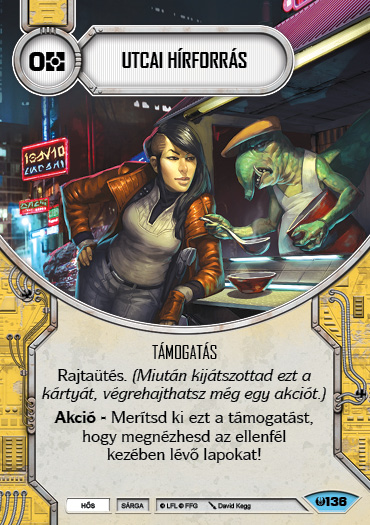 0
UTCAI HÍRFORRÁS
TÁMOGATÁS
Rajtaütés. (Miután kijátszottad ezt a
kártyát, végrehajthatsz még egy akciót.)
Akció - Merítsd ki ezt a támogatást,
hogy megnézhesd az ellenfél
kezében lévő lapokat!
HŐS
SÁRGA
© LFL © FFG
David Kegg
136